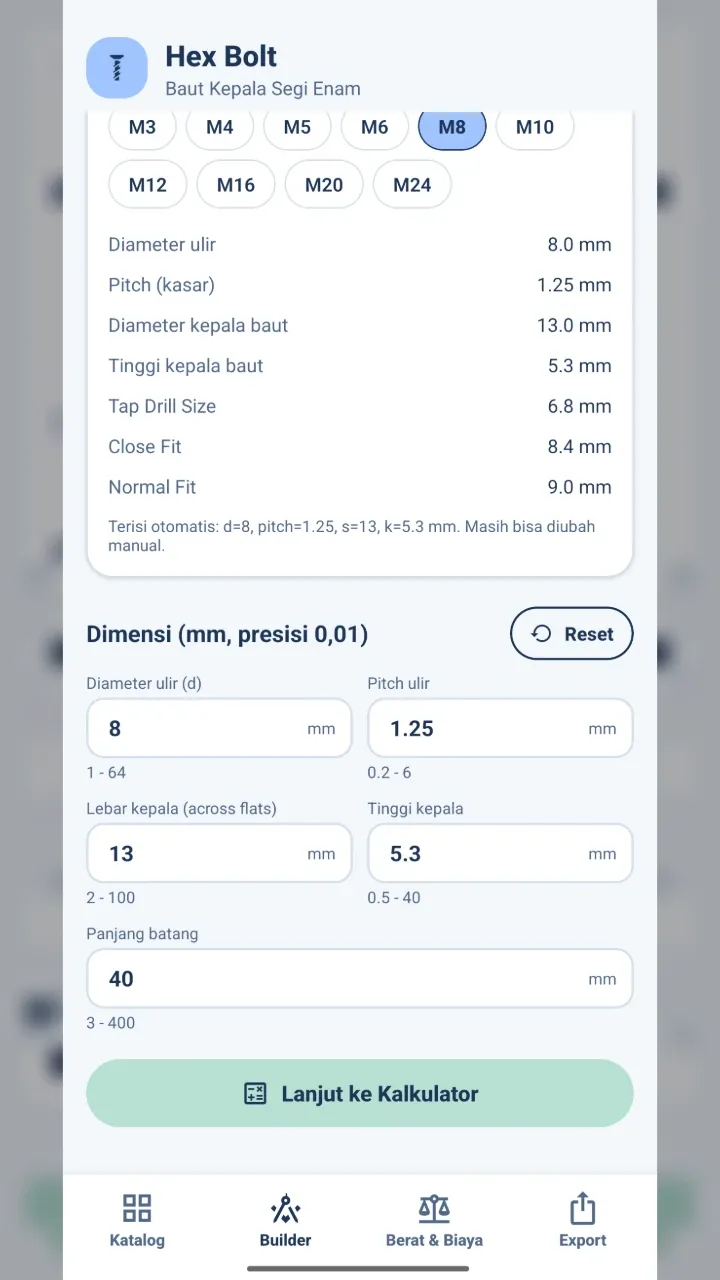 Hex Bolt
Baut Kepala Segi Enam
M3 M4 M5 M6 M8 M10
M12 M16 M20 M24
Diameter ulir 8.0 mm
Pitch (kasar) 1.25 mm
Diameter kepala baut 13.0 mm
Tinggi kepala baut 5.3 mm
Tap Drill Size 6.8 mm
Close Fit 8.4 mm
Normal Fit 9.0 mm
Terisi otomatis: d=8, pitch=1.25, s=13, k=5.3 mm. Masih bisa diubah
manual.
Dimensi (mm, presisi 0,01) Reset
Diameter ulir (d) Pitch ulir
8 mm 1.25 mm
1 - 64 0.2 - 6
Lebar kepala (across flats) Tinggi kepala
13 mm 5.3 mm
2 - 100 0.5 - 40
Panjang batang
40 mm
3 - 400
Lanjut ke Kalkulator
Katalog Builder Berat & Biaya Export